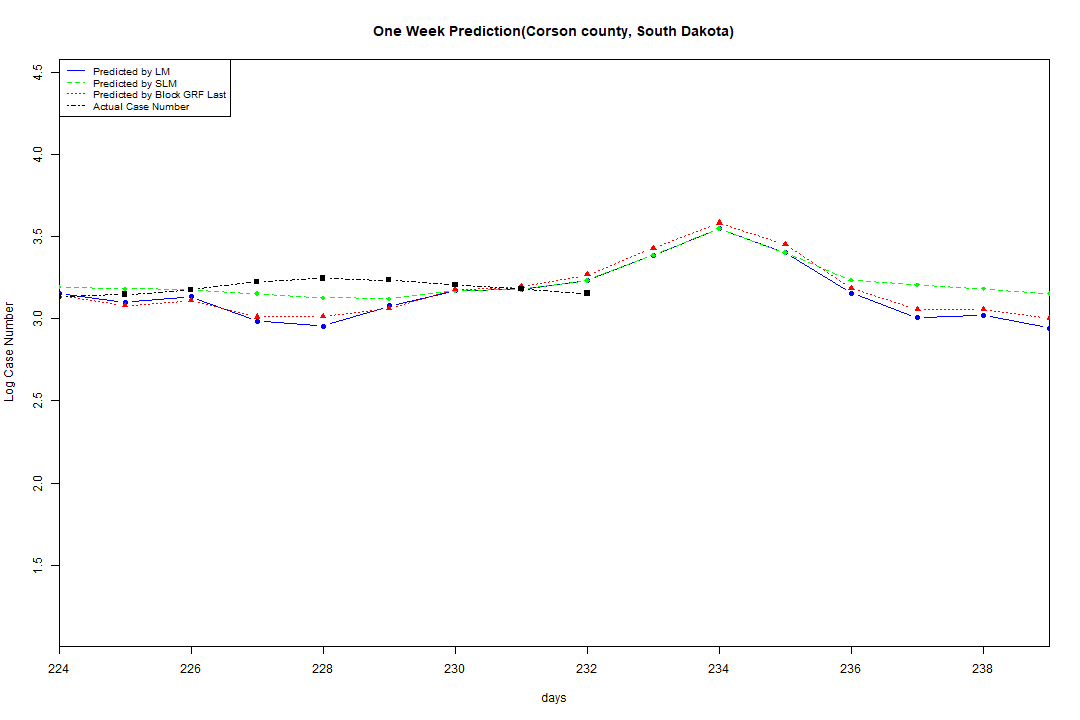 One Week Prediction(Corson county, South Dakota)
Predicted by LM
Predicted by SLM
Predicted by Block GRF Last
Actual Case Number
4.5
4.0
3.5
3.0
2.5
2.0
1.5
Log Case Number
224 226 228 230 232 234 236 238
days